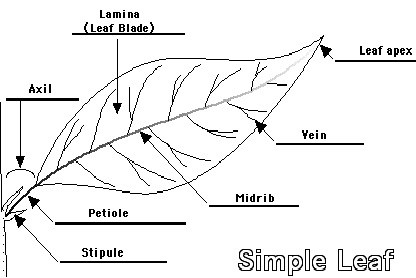 Lamina
(Leaf Blade)
Leaf apex
Axil
Vein
Midrib
Petiole
Stipule
Simple Leaf